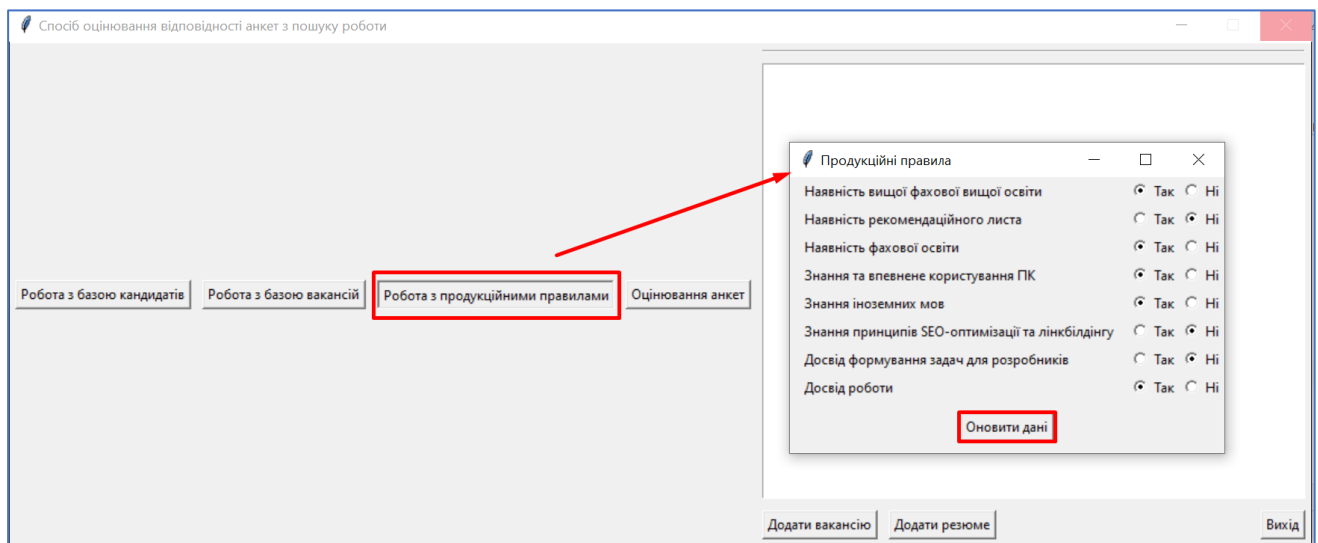 Спосіб оцінювання відповідності анкет з пошуку роботи
Робота з базою кандидатів
Робота з базою вакансій
Робота з продукційними правилами
Оцінювання анкет
Продукційні правила
Наявність вищої фахової вищої освіти Так Ні
Наявність рекомендаційного листа Так Ні
Наявність фахової освіти Так Ні
Знання та впевнене користування ПК Так Ні
Знання іноземних мов Так Ні
Знання принципів SEO-оптимізації та лінкбілдінгу Так Ні
Досвід формування задач для розробників Так Ні
Досвід роботи Так Ні
Оновити дані
Додати вакансію
Додати резюме
Вихід